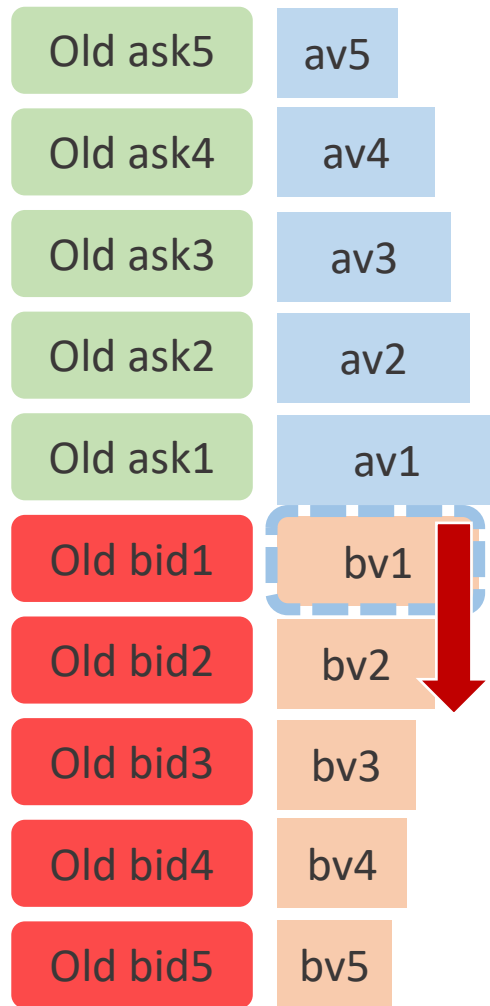 Old ask5 av5
Old ask4 av4
Old ask3 av3
Old ask2 av2
Old ask1 av1
Old bid1 bv1
Old bid2 bv2
Old bid3 bv3
Old bid4 bv4
Old bid5 bv5